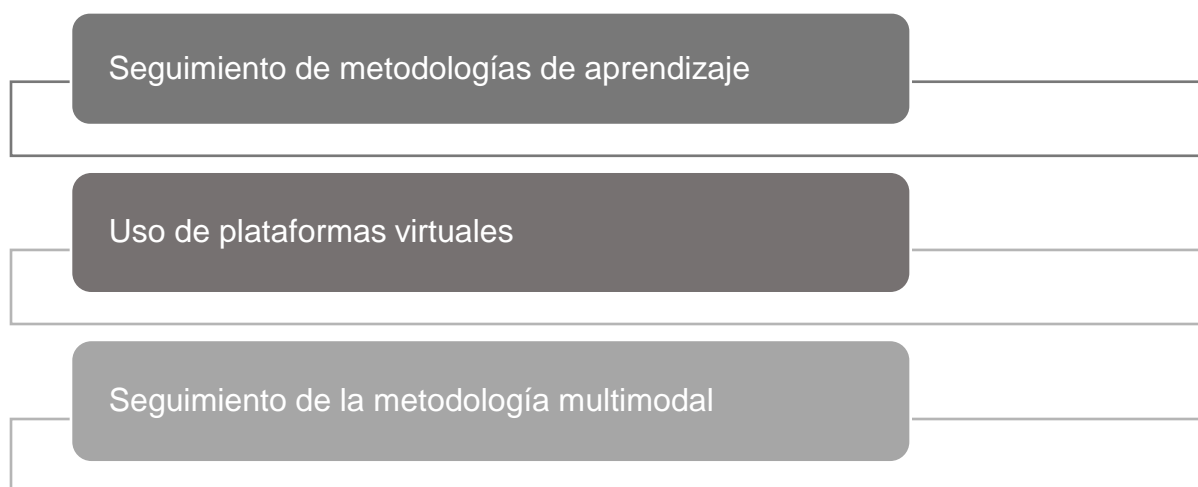 Seguimiento de metodologías de aprendizaje
Uso de plataformas virtuales
Seguimiento de la metodología multimodal